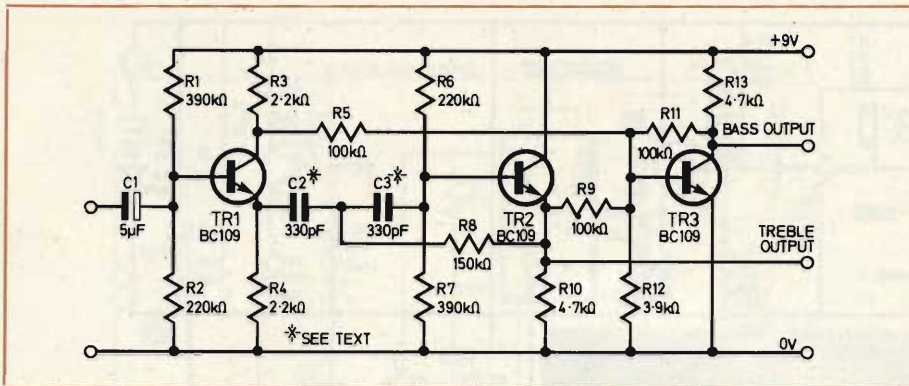 +9V
R1
390kΩ
R3
2·2kΩ
R6
220kΩ
R13
4·7kΩ
R5
100kΩ
R11
100kΩ
BASS OUTPUT
C1
5µF
TR1
BC109
C2*
330pF
C3*
330pF
TR2
BC109
R9
100kΩ
TR3
BC109
R8
150kΩ
TREBLE
OUTPUT
R2
220kΩ
R4
2·2kΩ
R7
390kΩ
R10
4·7kΩ
R12
3·9kΩ
*SEE TEXT
0V